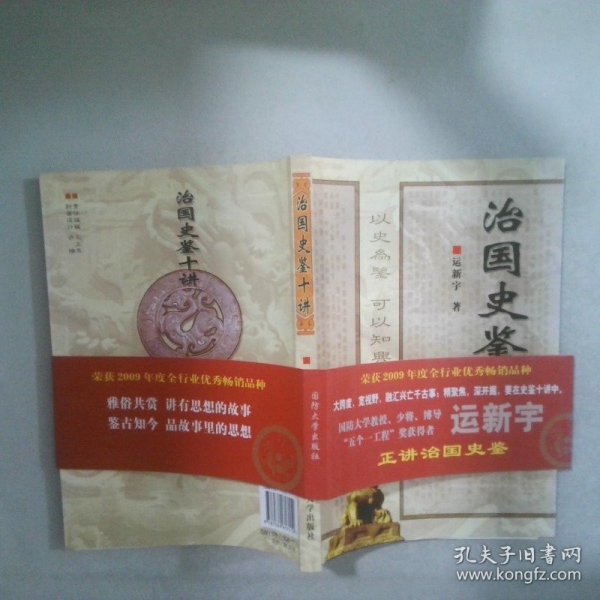 治国史鉴十讲
荣获2009年度全行业优秀畅销品种
雅俗共赏 讲有思想的故事
鉴古知今 品故事里的思想
治国史鉴十讲
国防大学出版社
治国史鉴
运新宇 著
以史为鉴 可以知兴
荣获2009年度全行业优秀畅销品种
大跨度,宽视野,融汇兴亡千古事;精聚焦,深开掘,要在史鉴十讲中。
国防大学教授、少将、博导
“五个一工程”奖获得者
运新宇
正讲治国史鉴
大学出版社
孔夫子旧书网
www.kongfz.com